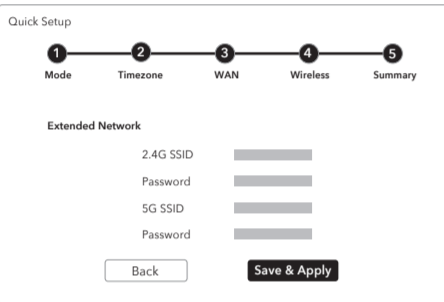 Quick Setup
1 2 3 4 5
Mode Timezone WAN Wireless Summary
Extended Network
2.4G SSID
Password
5G SSID
Password
Back Save & Apply